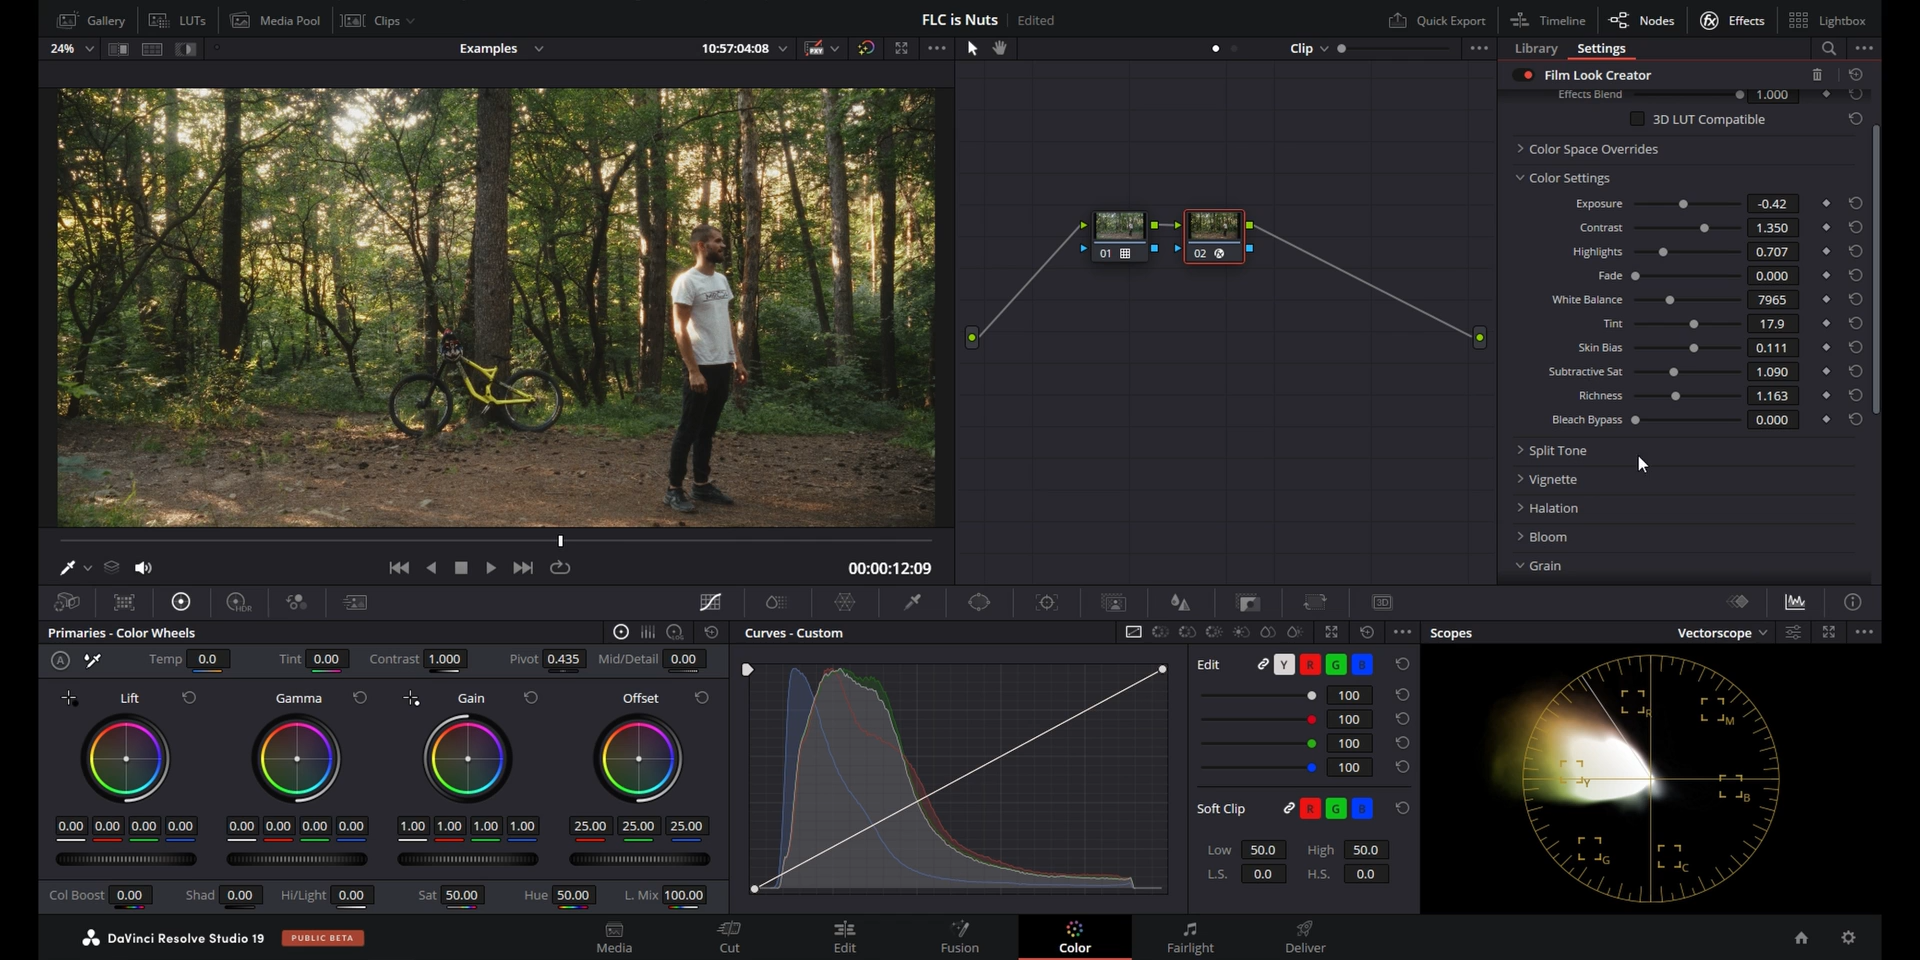 Gallery LUTs Media Pool Clips FLC is Nuts Edited Quick Export Timeline Nodes Effects Lightbox
24% Examples 10:57:04:08 Clip Library Settings
Film Look Creator
Effects Blend 1.000
3D LUT Compatible
Color Space Overrides
Color Settings
Exposure -0.42
Contrast 1.350
Highlights 0.707
Fade 0.000
White Balance 7965
Tint 17.9
Skin Bias 0.111
Subtractive Sat 1.090
Richness 1.163
Bleach Bypass 0.000
Split Tone
Vignette
Halation
Bloom
Grain
01 02
00:00:12:09
HDR 3D
Primaries - Color Wheels LOG
A Temp 0.0 Tint 0.00 Contrast 1.000 Pivot 0.435 Mid/Detail 0.00
Lift Gamma Gain Offset
0.00 0.00 0.00 0.00 0.00 0.00 0.00 0.00 1.00 1.00 1.00 1.00 25.00 25.00 25.00
Col Boost 0.00 Shad 0.00 Hi/Light 0.00 Sat 50.00 Hue 50.00 L. Mix 100.00
Curves - Custom
Edit Y R G B
100
100
100
100
Soft Clip R G B
Low 50.0 High 50.0
L.S. 0.0 H.S. 0.0
Scopes Vectorscope
R M
Y B
G C
DaVinci Resolve Studio 19 PUBLIC BETA Media Cut Edit Fusion Color Fairlight Deliver